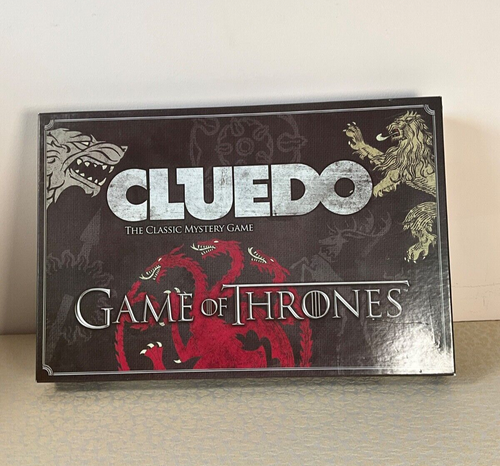 CLUEDO
THE CLASSIC MYSTERY GAME
GAME OF THRONES